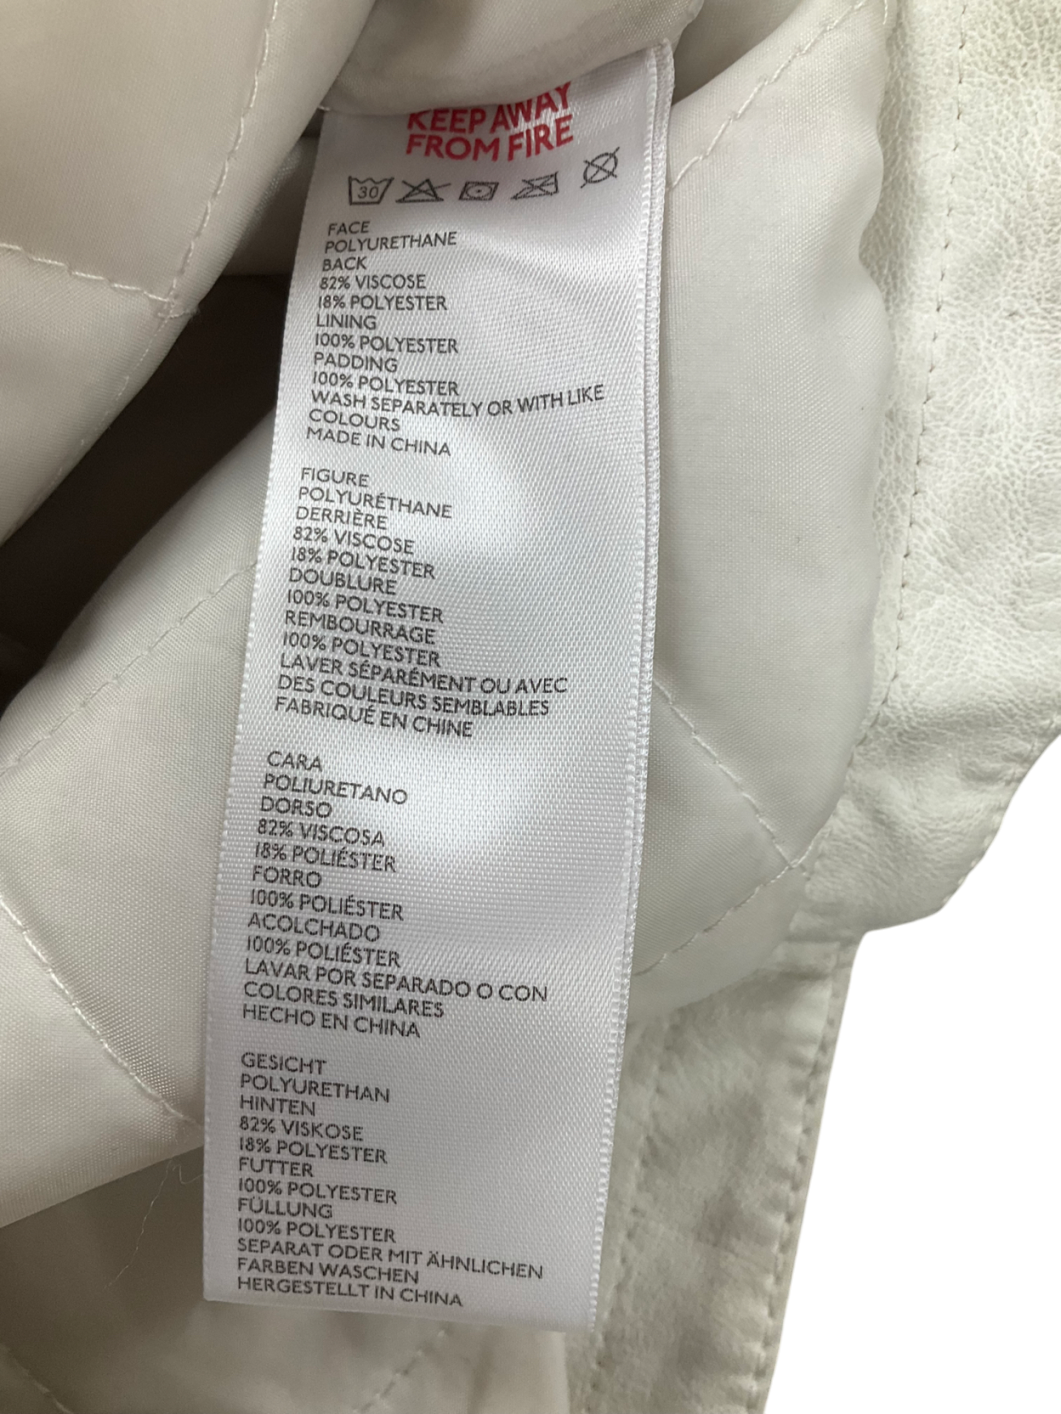 KEEP AWAY
FROM FIRE
30
FACE
POLYURETHANE
BACK
82% VISCOSE
18% POLYESTER
LINING
100% POLYESTER
PADDING
100% POLYESTER
WASH SEPARATELY OR WITH LIKE
COLOURS
MADE IN CHINA
FIGURE
POLYURÉTHANE
DERRIÈRE
82% VISCOSE
18% POLYESTER
DOUBLURE
100% POLYESTER
REMBOURRAGE
100% POLYESTER
LAVER SÉPARÉMENT OU AVEC
DES COULEURS SEMBLABLES
FABRIQUÉ EN CHINE
CARA
POLIURETANO
DORSO
82% VISCOSA
18% POLIÉSTER
FORRO
100% POLIÉSTER
ACOLCHADO
100% POLIÉSTER
LAVAR POR SEPARADO O CON
COLORES SIMILARES
HECHO EN CHINA
GESICHT
POLYURETHAN
HINTEN
82% VISKOSE
18% POLYESTER
FUTTER
100% POLYESTER
FÜLLUNG
100% POLYESTER
SEPARAT ODER MIT ÄHNLICHEN
FARBEN WASCHEN
HERGESTELLT IN CHINA